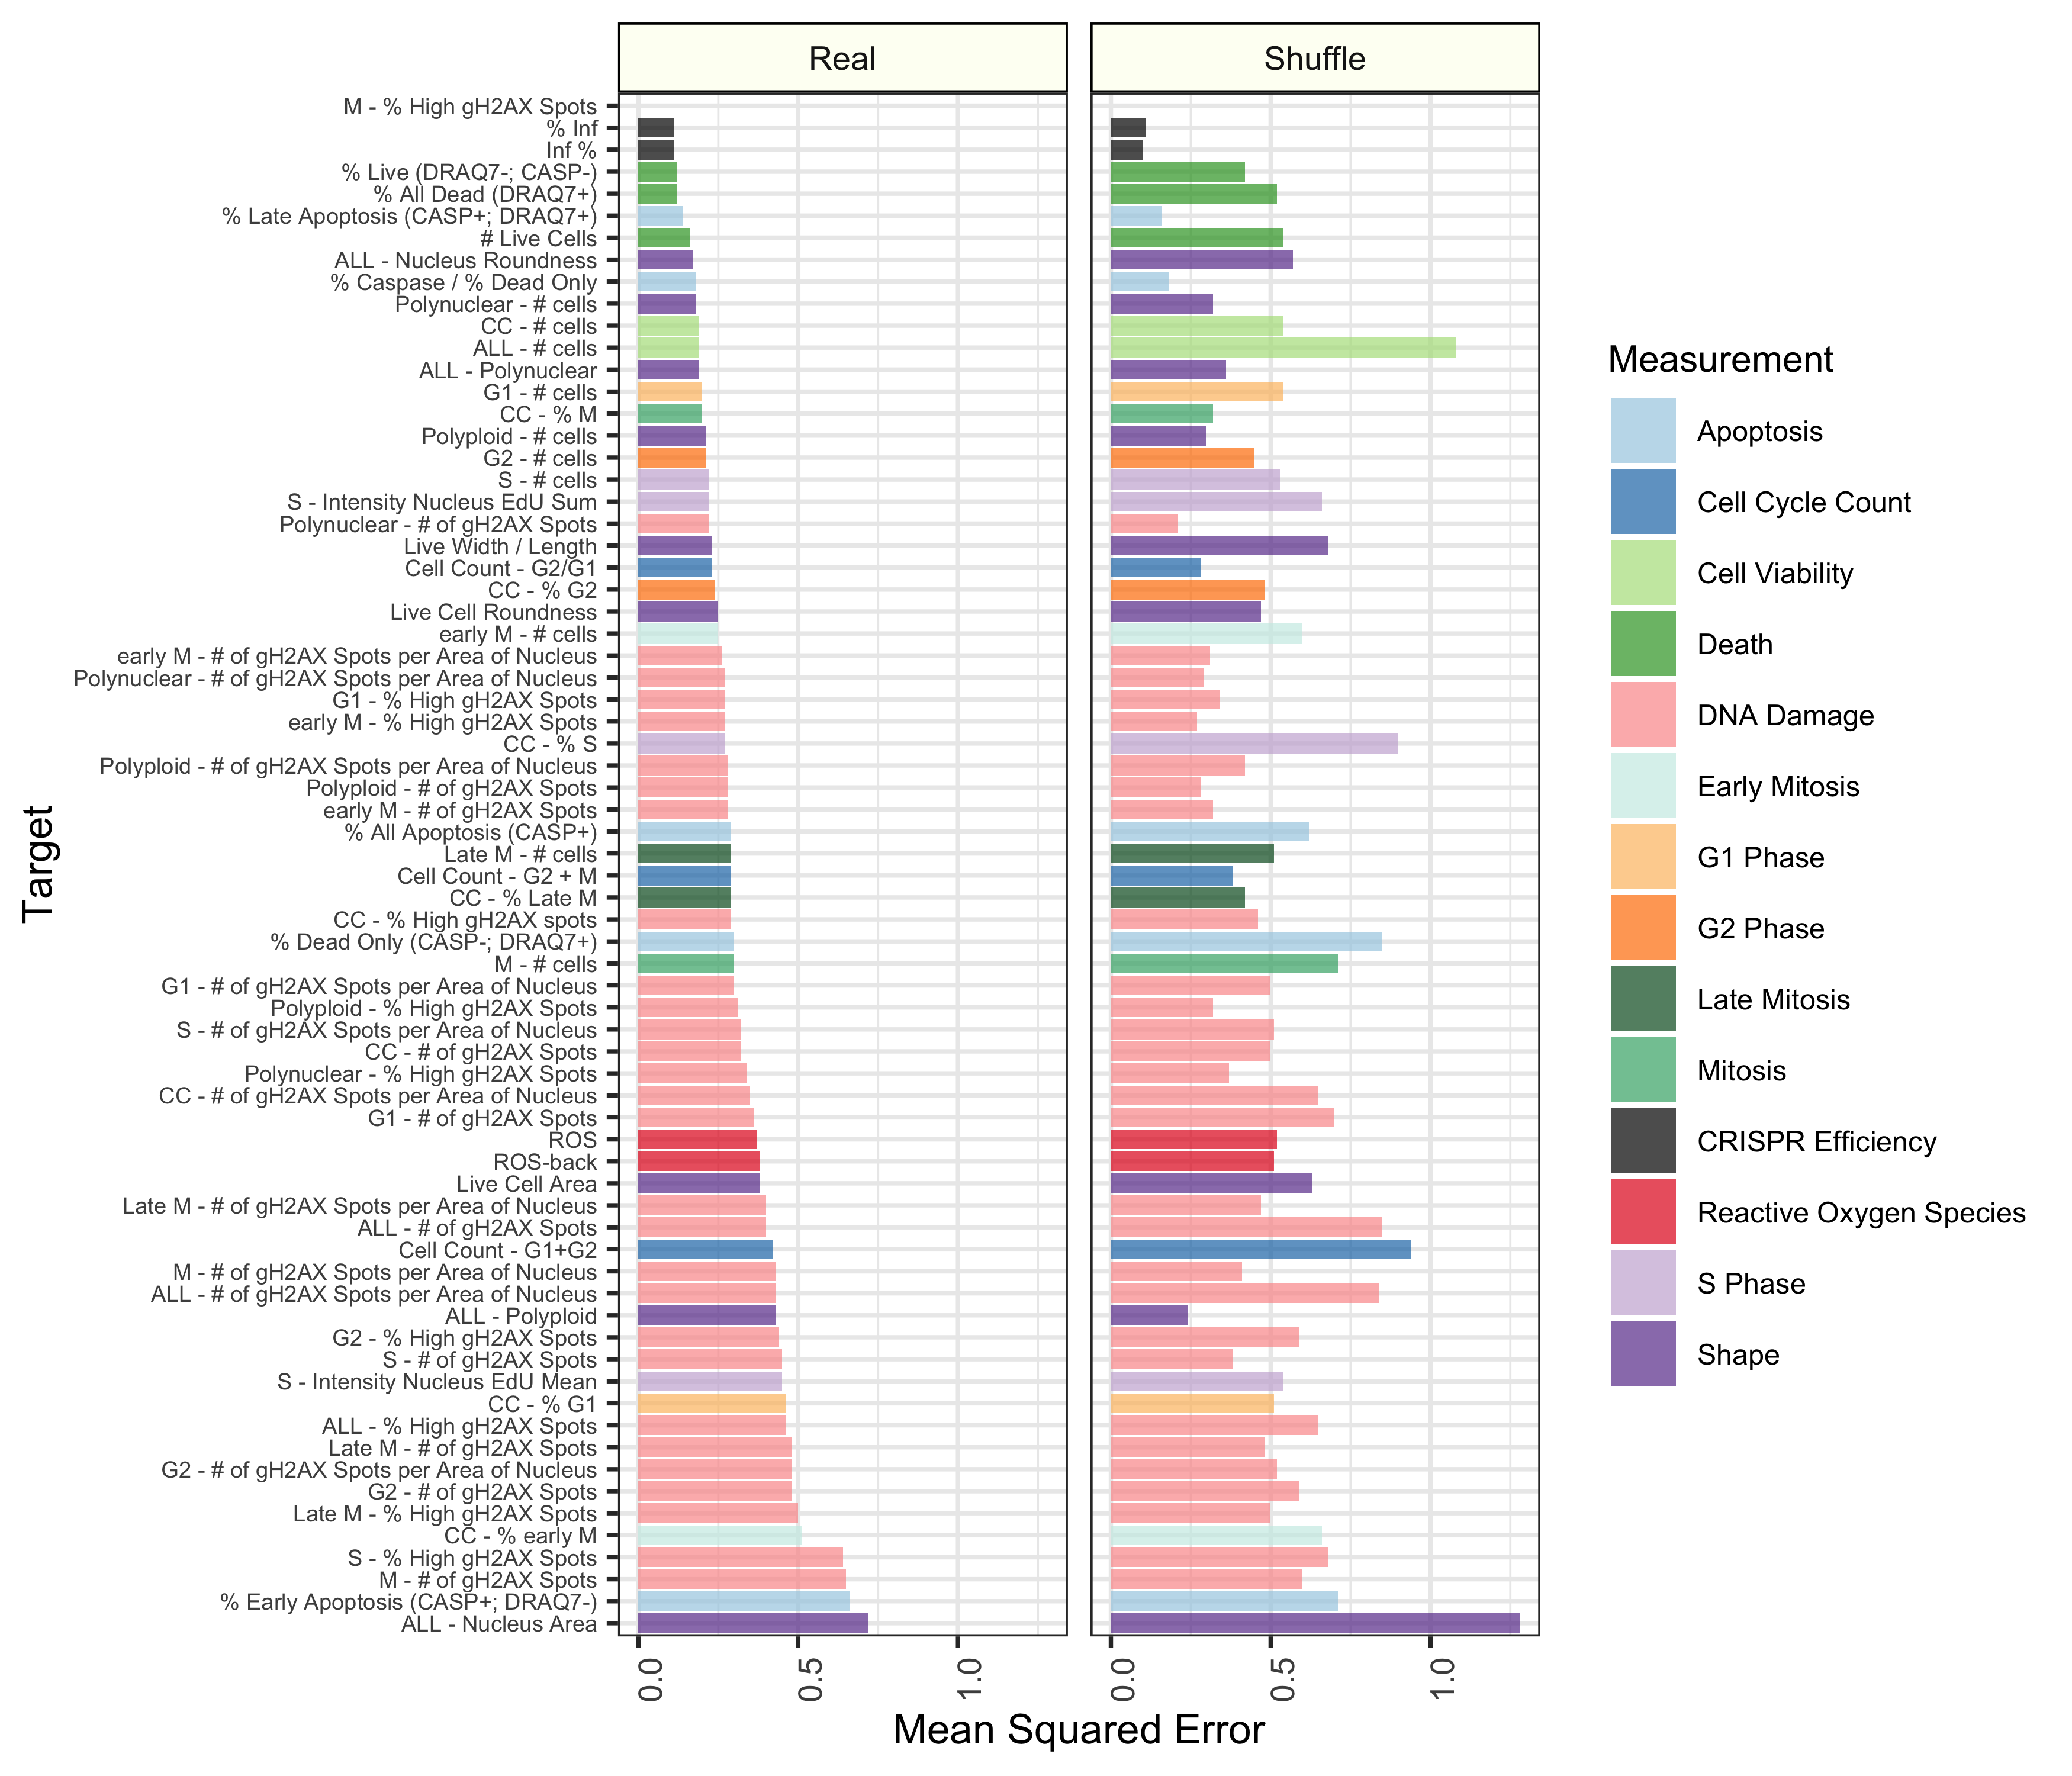 Real
Shuffle
M - % High gH2AX Spots
% Inf
Inf %
% Live (DRAQ7-; CASP-)
% All Dead (DRAQ7+)
% Late Apoptosis (CASP+; DRAQ7+)
# Live Cells
ALL - Nucleus Roundness
% Caspase / % Dead Only
Polynuclear - # cells
CC - # cells
ALL - # cells
ALL - Polynuclear
G1 - # cells
CC - % M
Polyploid - # cells
G2 - # cells
S - # cells
S - Intensity Nucleus EdU Sum
Polynuclear - # of gH2AX Spots
Live Width / Length
Cell Count - G2/G1
CC - % G2
Live Cell Roundness
early M - # cells
early M - # of gH2AX Spots per Area of Nucleus
Polynuclear - # of gH2AX Spots per Area of Nucleus
G1 - % High gH2AX Spots
early M - % High gH2AX Spots
CC - % S
Polyploid - # of gH2AX Spots per Area of Nucleus
Polyploid - # of gH2AX Spots
early M - # of gH2AX Spots
% All Apoptosis (CASP+)
Late M - # cells
Cell Count - G2 + M
CC - % Late M
CC - % High gH2AX spots
% Dead Only (CASP-; DRAQ7+)
M - # cells
G1 - # of gH2AX Spots per Area of Nucleus
Polyploid - % High gH2AX Spots
S - # of gH2AX Spots per Area of Nucleus
CC - # of gH2AX Spots
Polynuclear - % High gH2AX Spots
CC - # of gH2AX Spots per Area of Nucleus
G1 - # of gH2AX Spots
ROS
ROS-back
Live Cell Area
Late M - # of gH2AX Spots per Area of Nucleus
ALL - # of gH2AX Spots
Cell Count - G1+G2
M - # of gH2AX Spots per Area of Nucleus
ALL - # of gH2AX Spots per Area of Nucleus
ALL - Polyploid
G2 - % High gH2AX Spots
S - # of gH2AX Spots
S - Intensity Nucleus EdU Mean
CC - % G1
ALL - % High gH2AX Spots
Late M - # of gH2AX Spots
G2 - # of gH2AX Spots per Area of Nucleus
G2 - # of gH2AX Spots
Late M - % High gH2AX Spots
CC - % early M
S - % High gH2AX Spots
M - # of gH2AX Spots
% Early Apoptosis (CASP+; DRAQ7-)
ALL - Nucleus Area
Target
0.0
0.5
1.0
0.0
0.5
1.0
Mean Squared Error
Measurement
Apoptosis
Cell Cycle Count
Cell Viability
Death
DNA Damage
Early Mitosis
G1 Phase
G2 Phase
Late Mitosis
Mitosis
CRISPR Efficiency
Reactive Oxygen Species
S Phase
Shape